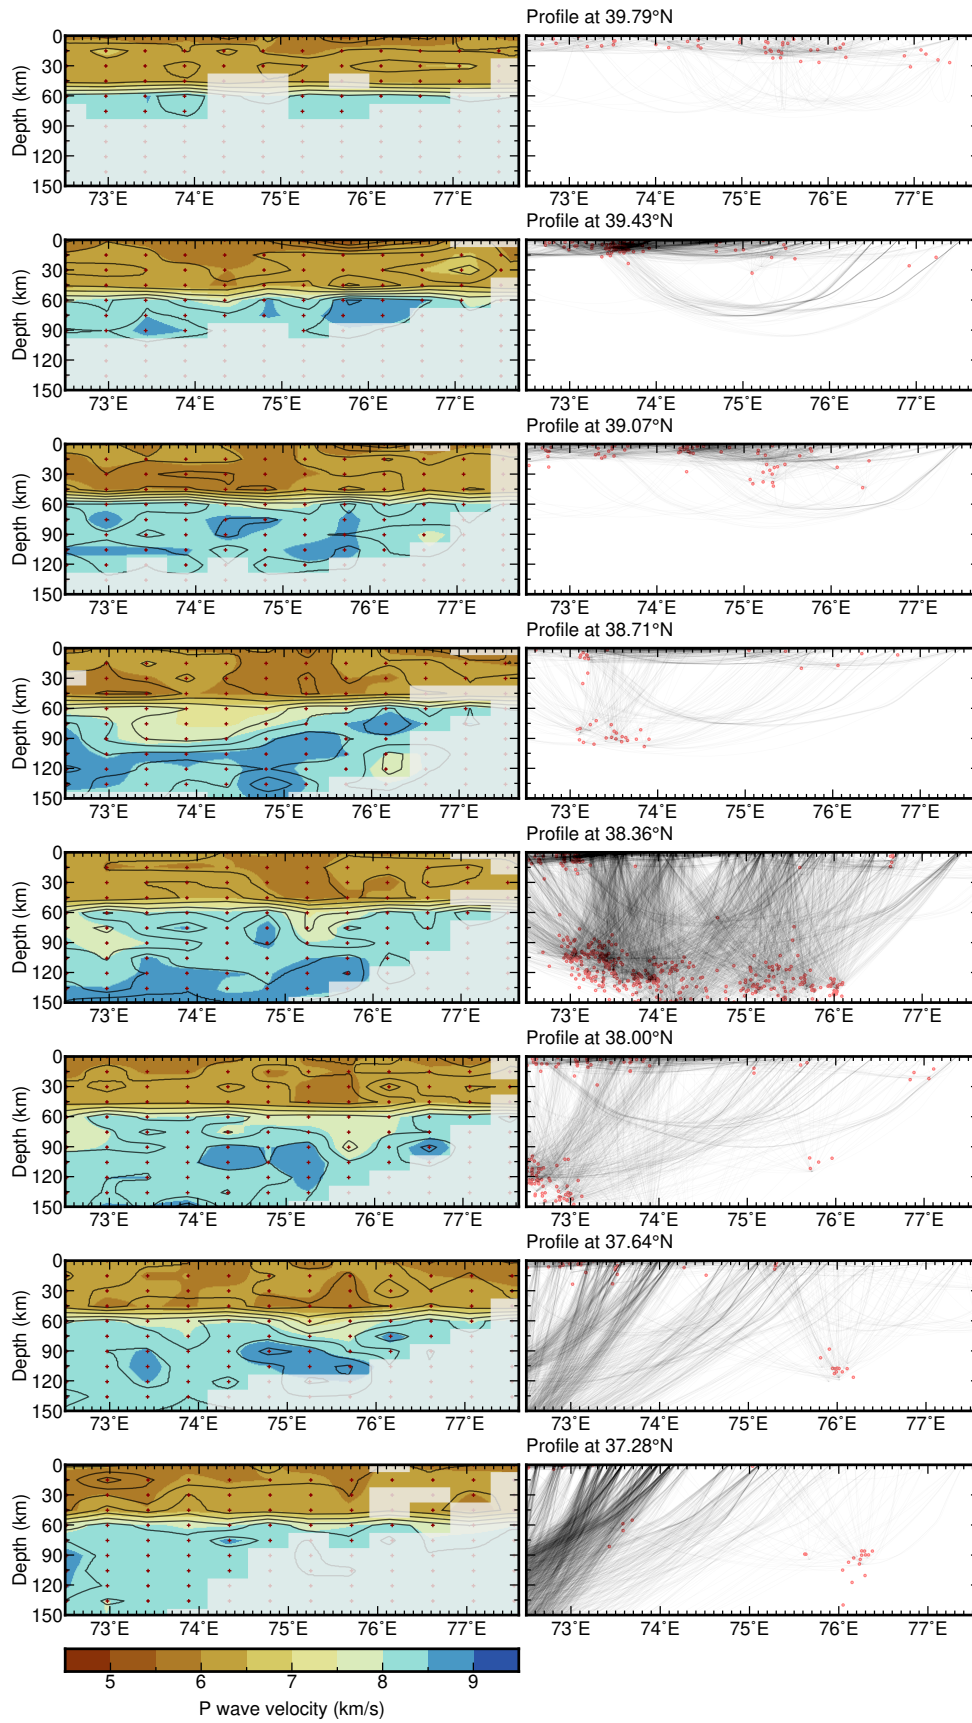 Profile at 39.79°N
0
30
60
90
120
150
Depth (km)
73°E 74°E 75°E 76°E 77°E
73°E 74°E 75°E 76°E 77°E
Profile at 39.43°N
0
30
60
90
120
150
Depth (km)
73°E 74°E 75°E 76°E 77°E
73°E 74°E 75°E 76°E 77°E
Profile at 39.07°N
0
30
60
90
120
150
Depth (km)
73°E 74°E 75°E 76°E 77°E
73°E 74°E 75°E 76°E 77°E
Profile at 38.71°N
0
30
60
90
120
150
Depth (km)
73°E 74°E 75°E 76°E 77°E
73°E 74°E 75°E 76°E 77°E
Profile at 38.36°N
0
30
60
90
120
150
Depth (km)
73°E 74°E 75°E 76°E 77°E
73°E 74°E 75°E 76°E 77°E
Profile at 38.00°N
0
30
60
90
120
150
Depth (km)
73°E 74°E 75°E 76°E 77°E
73°E 74°E 75°E 76°E 77°E
Profile at 37.64°N
0
30
60
90
120
150
Depth (km)
73°E 74°E 75°E 76°E 77°E
73°E 74°E 75°E 76°E 77°E
Profile at 37.28°N
0
30
60
90
120
150
Depth (km)
73°E 74°E 75°E 76°E 77°E
73°E 74°E 75°E 76°E 77°E
5 6 7 8 9
P wave velocity (km/s)